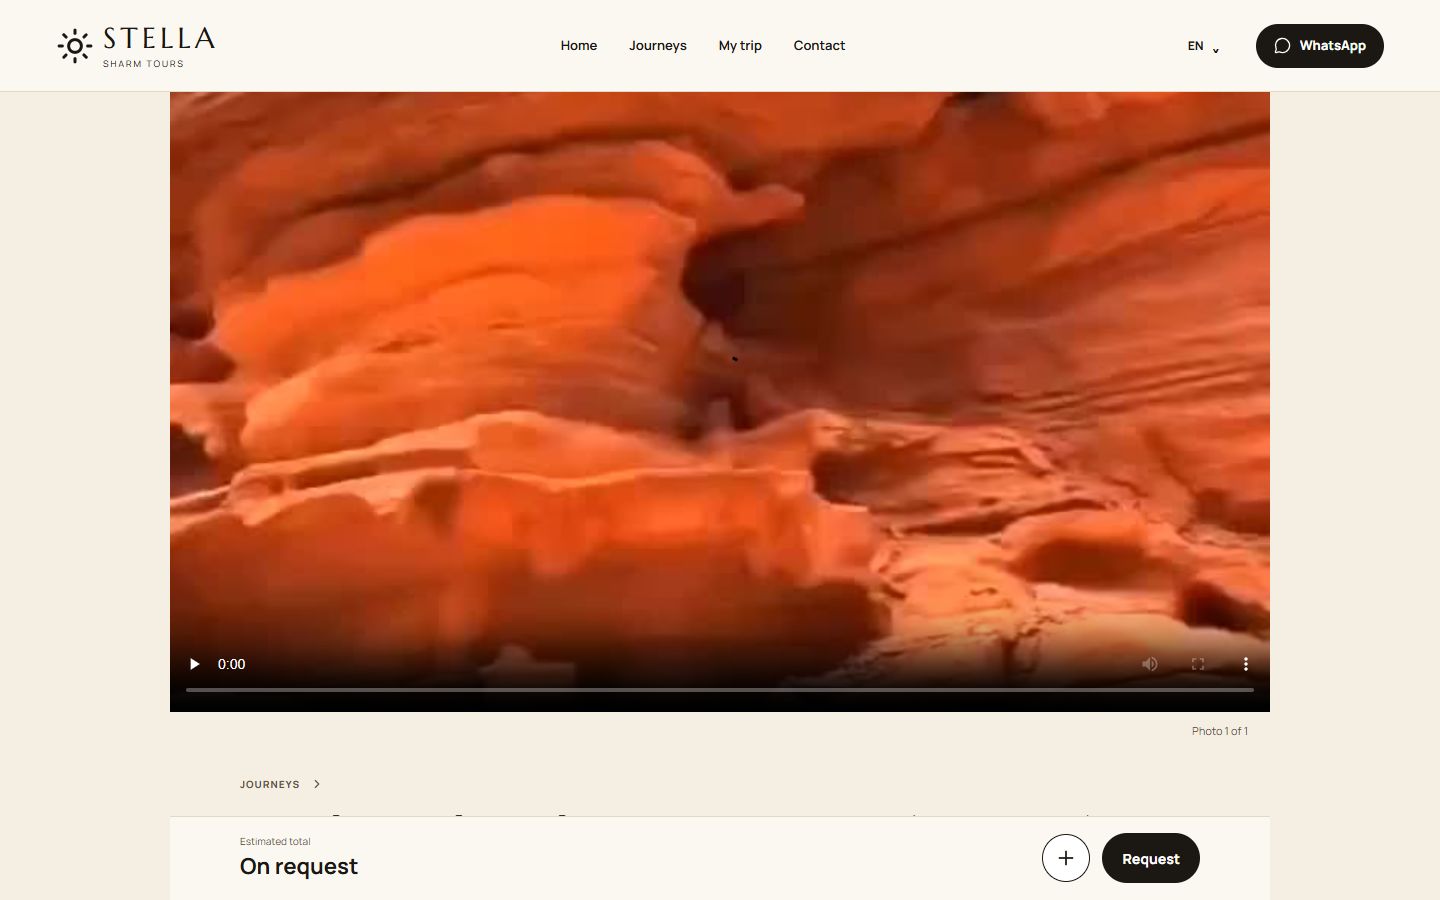 STELLA
SHARM TOURS
Home
Journeys
My trip
Contact
EN
WhatsApp
0:00
Photo 1 of 1
JOURNEYS
Estimated total
On request
Request